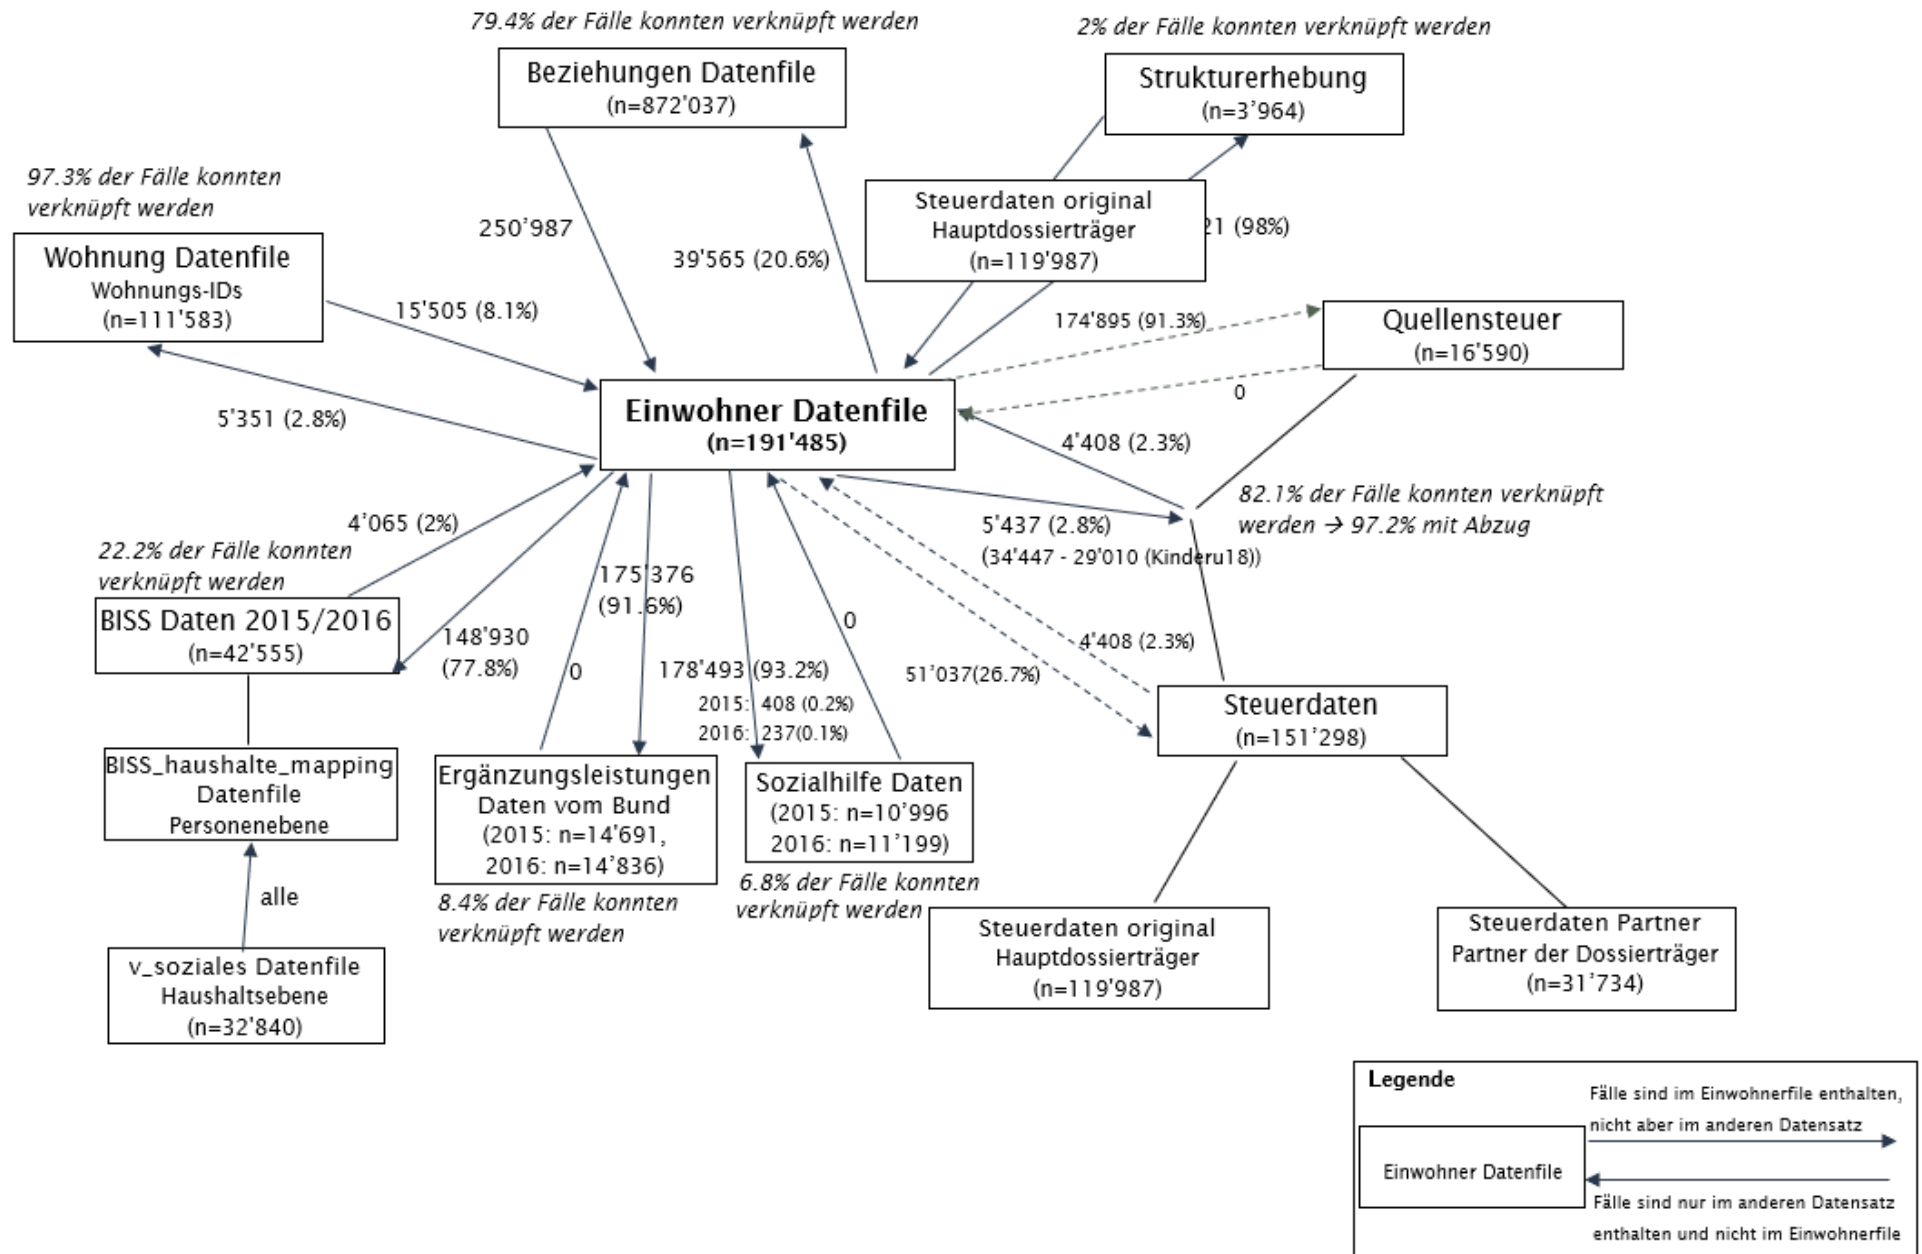 79.4% der Fälle konnten verknüpft werden
2% der Fälle konnten verknüpft werden
Beziehungen Datenfile
(n=872'037)
Strukturerhebung
(n=3'964)
97.3% der Fälle konnten
verknüpft werden
Steuerdaten original
Hauptdossierträger
(n=119'987)
21 (98%)
250'987
39'565 (20.6%)
Wohnung Datenfile
Wohnungs-IDs
(n=111'583)
15'505 (8.1%)
174'895 (91.3%)
Quellensteuer
(n=16'590)
0
5'351 (2.8%)
Einwohner Datenfile
(n=191'485)
4'408 (2.3%)
82.1% der Fälle konnten verknüpft
werden → 97.2% mit Abzug
5'437 (2.8%)
(34'447 - 29'010 (Kinderu18))
4'065 (2%)
22.2% der Fälle konnten
verknüpft werden
BISS Daten 2015/2016
(n=42'555)
148'930
(77.8%)
175'376
(91.6%)
0
178'493 (93.2%)
2015: 408 (0.2%)
2016: 237(0.1%)
0
51'037(26.7%)
4'408 (2.3%)
Steuerdaten
(n=151'298)
BISS_haushalte_mapping
Datenfile
Personenebene
Ergänzungsleistungen
Daten vom Bund
(2015: n=14'691,
2016: n=14'836)
8.4% der Fälle konnten
verknüpft werden
Sozialhilfe Daten
(2015: n=10'996
2016: n=11'199)
6.8% der Fälle konnten
verknüpft werden
alle
v_soziales Datenfile
Haushaltsebene
(n=32'840)
Steuerdaten original
Hauptdossierträger
(n=119'987)
Steuerdaten Partner
Partner der Dossierträger
(n=31'734)
Legende
Fälle sind im Einwohnerfile enthalten,
nicht aber im anderen Datensatz
Einwohner Datenfile
Fälle sind nur im anderen Datensatz
enthalten und nicht im Einwohnerfile